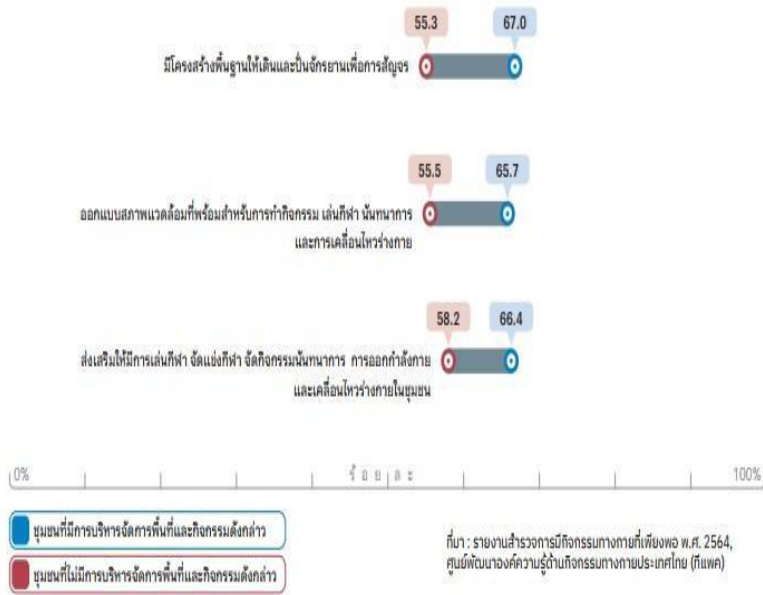 55.3 67.0
มีโครงสร้างพื้นฐานให้เดินและปั่นจักรยานเพื่อการสัญจร
55.5 65.7
ออกแบบสภาพแวดล้อมที่พร้อมสำหรับการทำกิจกรรม เล่นกีฬา นันทนาการ
และการเคลื่อนไหวร่างกาย
58.2 66.4
ส่งเสริมให้มีการเล่นกีฬา จัดแข่งกีฬา จัดกิจกรรมนันทนาการ การออกกำลังกาย
และเคลื่อนไหวร่างกายในชุมชน
0% ร้อยละ 100%
ชุมชนที่มีการบริหารจัดการพื้นที่และกิจกรรมดังกล่าว
ชุมชนที่ไม่มีการบริหารจัดการพื้นที่และกิจกรรมดังกล่าว
ที่มา : รายงานสำรวจการมีกิจกรรมทางกายที่เพียงพอ พ.ศ. 2564,
ศูนย์พัฒนาองค์ความรู้ด้านกิจกรรมทางกายประเทศไทย (ทีแพค)